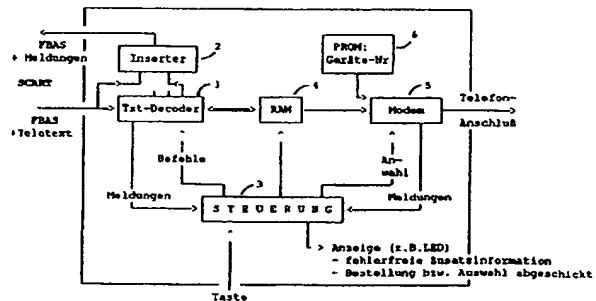 FBAS
+ Meldungen
Inserter
2
PROM:
Geräte-Nr
6
SCART
1
4
5
Txt-Decoder
RAM
Modem
Telefon-
Anschluß
FBAS
+Teletext
Befehle
An-
wahl
3
Meldungen
Meldungen
S T E U E R U N G
Anzeige (z.B.LED)
- fehlerfreie Zusatzinformation
- Bestellung bzw. Auswahl abgeschickt
Taste